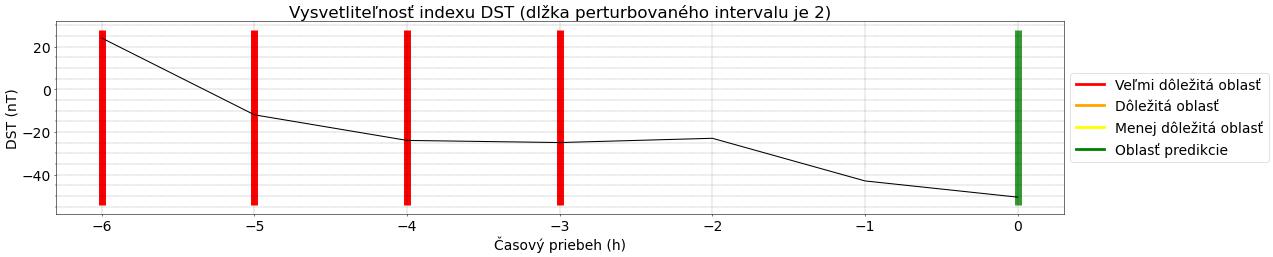 Vysvetliteľnosť indexu DST (dĺžka perturbovaného intervalu je 2)
DST (nT)
20
0
−20
−40
−6 −5 −4 −3 −2 −1 0
Časový priebeh (h)
Veľmi dôležitá oblasť
Dôležitá oblasť
Menej dôležitá oblasť
Oblasť predikcie